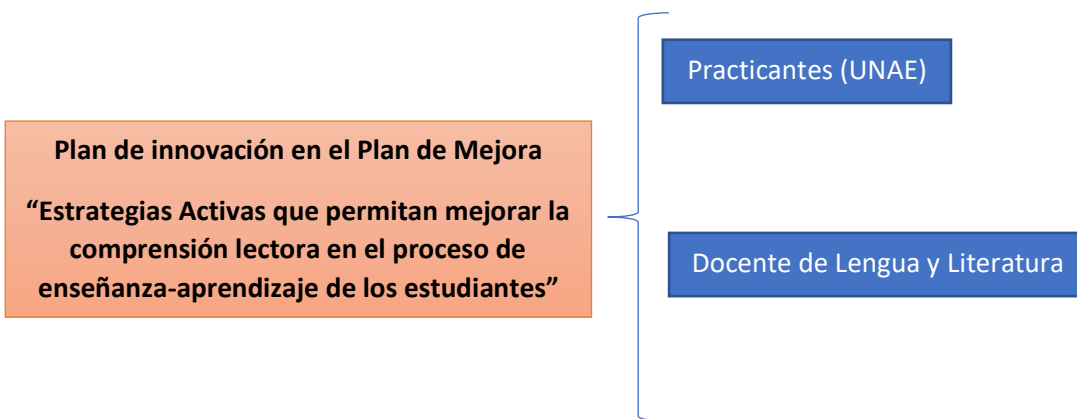 Practicantes (UNAE)
Plan de innovación en el Plan de Mejora
“Estrategias Activas que permitan mejorar la
comprensión lectora en el proceso de
enseñanza-aprendizaje de los estudiantes”
Docente de Lengua y Literatura